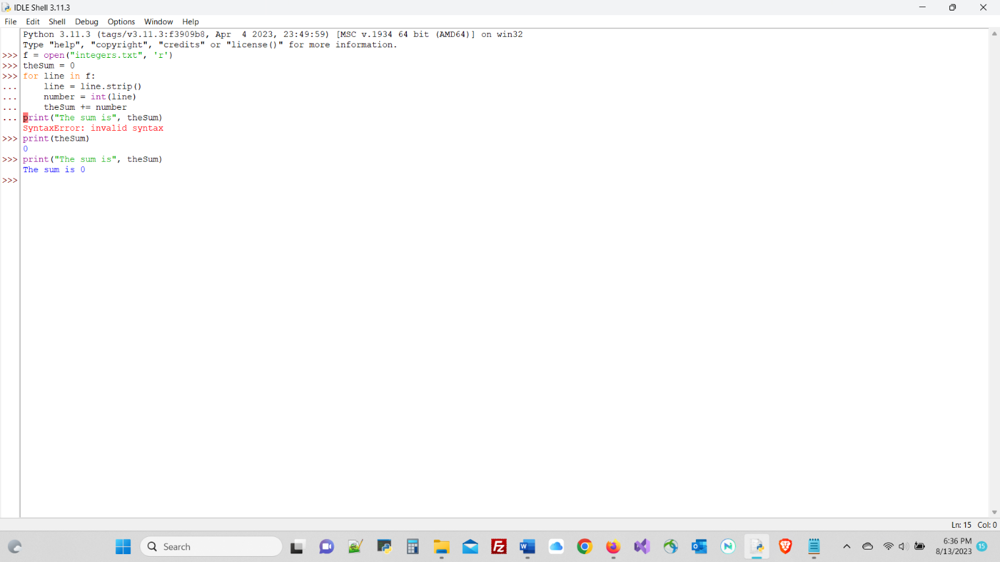 IDLE Shell 3.11.3
File Edit Shell Debug Options Window Help
Python 3.11.3 (tags/v3.11.3:f3909b8, Apr  4 2023, 23:49:59) [MSC v.1934 64 bit (AMD64)] on win32
Type "help", "copyright", "credits" or "license()" for more information.
>>> f = open("integers.txt", 'r')
>>> theSum = 0
>>> for line in f:
...     line = line.strip()
...     number = int(line)
...     theSum += number
... print("The sum is", theSum)
SyntaxError: invalid syntax
>>> print(theSum)
0
>>> print("The sum is", theSum)
The sum is 0
>>>
Ln: 15 Col: 0
Search
6:36 PM
8/13/2023
15